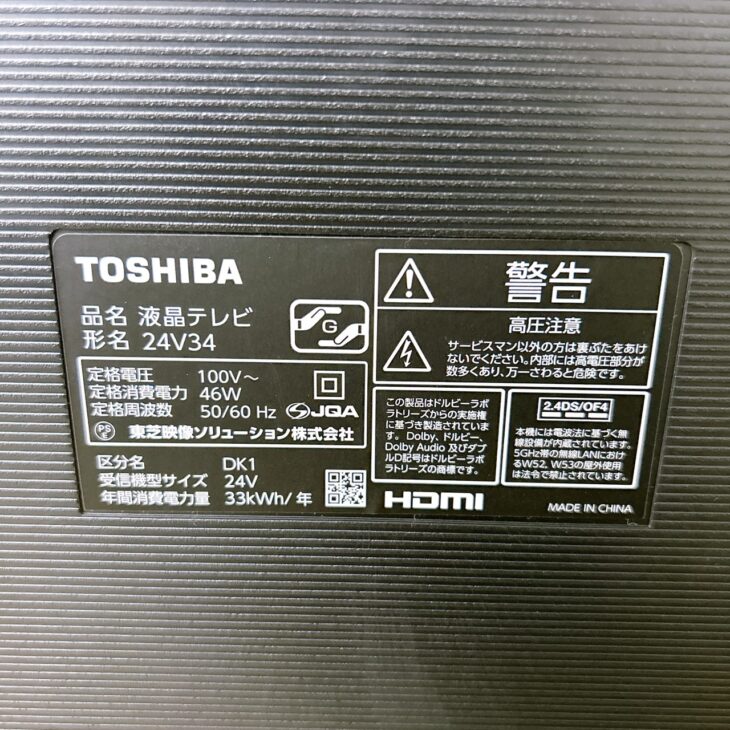 TOSHIBA
品名 液晶テレビ
形名 24V34
G
定格電圧 100V～
定格消費電力 46W
定格周波数 50/60 Hz
JQA
PS
E
東芝映像ソリューション株式会社
区分名 DK1
受信機型サイズ 24V
年間消費電力量 33kWh/年
警告
高圧注意
サービスマン以外の方は裏ぶたをあけ
ないでください。内部には高電圧部分が
数多くあり、万一さわると危険です。
この製品はドルビーラボ
ラトリーズからの実施権
に基づき製造されていま
す。Dolby、ドルビー、
Dolby Audio 及びダブ
ルD記号はドルビーラボ
ラトリーズの商標です。
2.4DS/OF4
本機には電波法に基づく無
線設備が内蔵されています。
5GHz帯の無線LANにおけ
るW52、W53の屋外使用
は法令で禁止されています。
HDMI
MADE IN CHINA